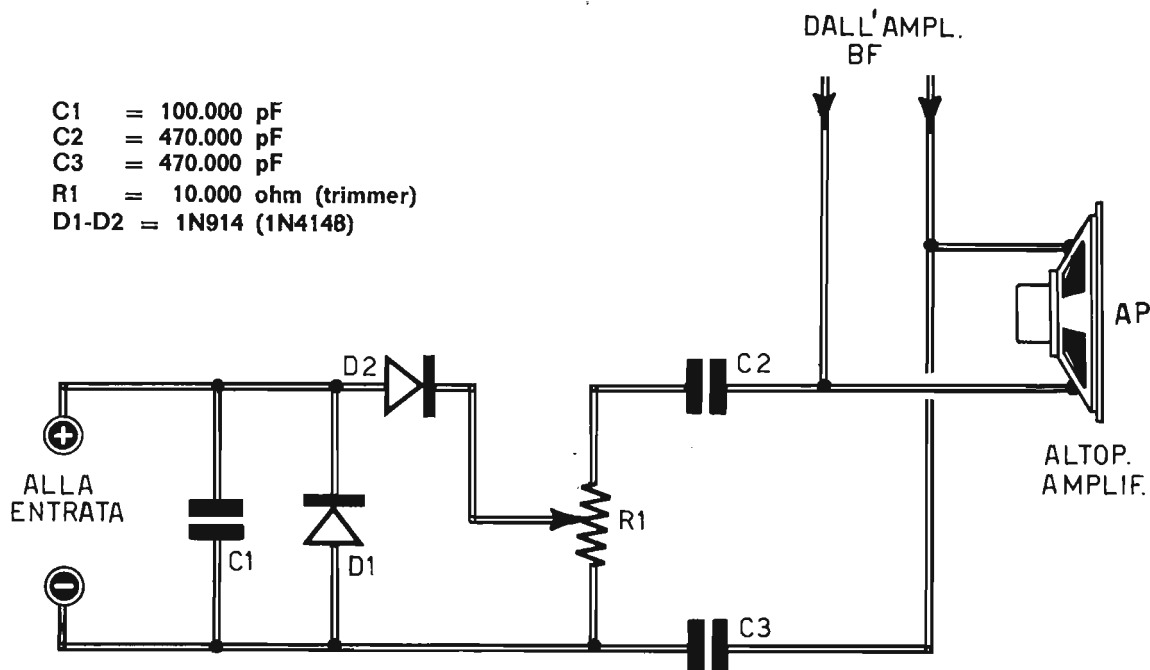 DALL'AMPL.
BF
C1 = 100.000 pF
C2 = 470.000 pF
C3 = 470.000 pF
R1 = 10.000 ohm (trimmer)
D1-D2 = 1N914 (1N4148)
AP
D2
C2
+
ALLA
ENTRATA
ALTOP.
AMPLIF.
R1
C1
D1
−
C3